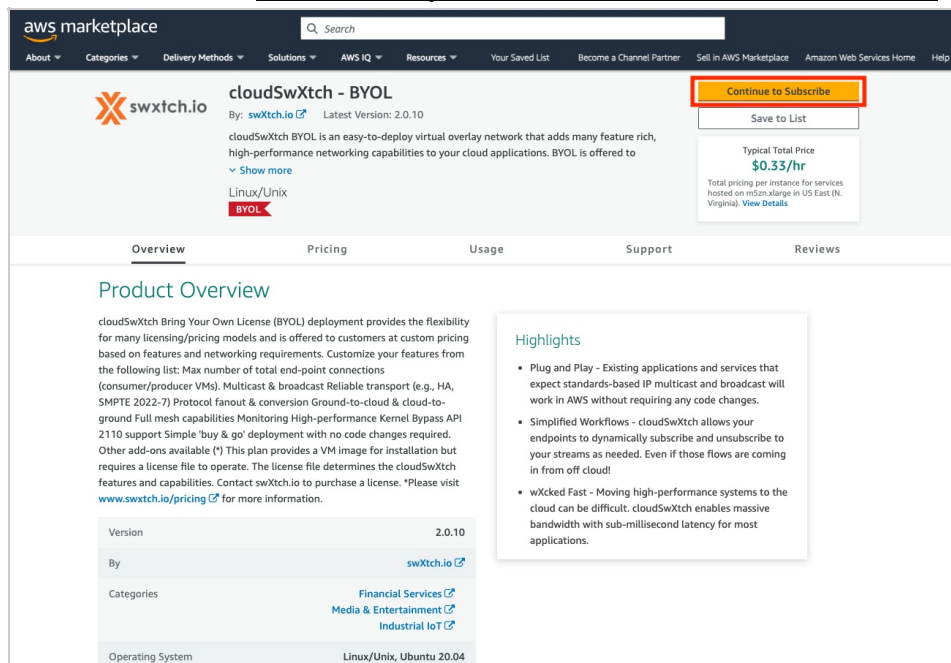 aws marketplace
Search
About
Categories
Delivery Methods
Solutions
AWS IQ
Resources
Your Saved List
Become a Channel Partner
Sell in AWS Marketplace
Amazon Web Services Home
Help
swxtch.io
cloudSwXtch - BYOL
By: swXtch.io Latest Version: 2.0.10
cloudSwXtch BYOL is an easy-to-deploy virtual overlay network that adds many feature rich,
high-performance networking capabilities to your cloud applications. BYOL is offered to
Show more
Linux/Unix
BYOL
Continue to Subscribe
Save to List
Typical Total Price
$0.33/hr
Total pricing per instance for services
hosted on m5zn.xlarge in US East (N.
Virginia). View Details
Overview
Pricing
Usage
Support
Reviews
Product Overview
cloudSwXtch Bring Your Own License (BYOL) deployment provides the flexibility
for many licensing/pricing models and is offered to customers at custom pricing
based on features and networking requirements. Customize your features from
the following list: Max number of total end-point connections
(consumer/producer VMs). Multicast & broadcast Reliable transport (e.g., HA,
SMPTE 2022-7) Protocol fanout & conversion Ground-to-cloud & cloud-to-
ground Full mesh capabilities Monitoring High-performance Kernel Bypass API
2110 support Simple 'buy & go' deployment with no code changes required.
Other add-ons available (*) This plan provides a VM image for installation but
requires a license file to operate. The license file determines the cloudSwXtch
features and capabilities. Contact swXtch.io to purchase a license. *Please visit
www.swxtch.io/pricing for more information.
Version 2.0.10
By swXtch.io
Categories Financial Services
Media & Entertainment
Industrial IoT
Operating System Linux/Unix, Ubuntu 20.04
Highlights
• Plug and Play - Existing applications and services that
expect standards-based IP multicast and broadcast will
work in AWS without requiring any code changes.
• Simplified Workflows - cloudSwXtch allows your
endpoints to dynamically subscribe and unsubscribe to
your streams as needed. Even if those flows are coming
in from off cloud!
• wXcked Fast - Moving high-performance systems to the
cloud can be difficult. cloudSwXtch enables massive
bandwidth with sub-millisecond latency for most
applications.